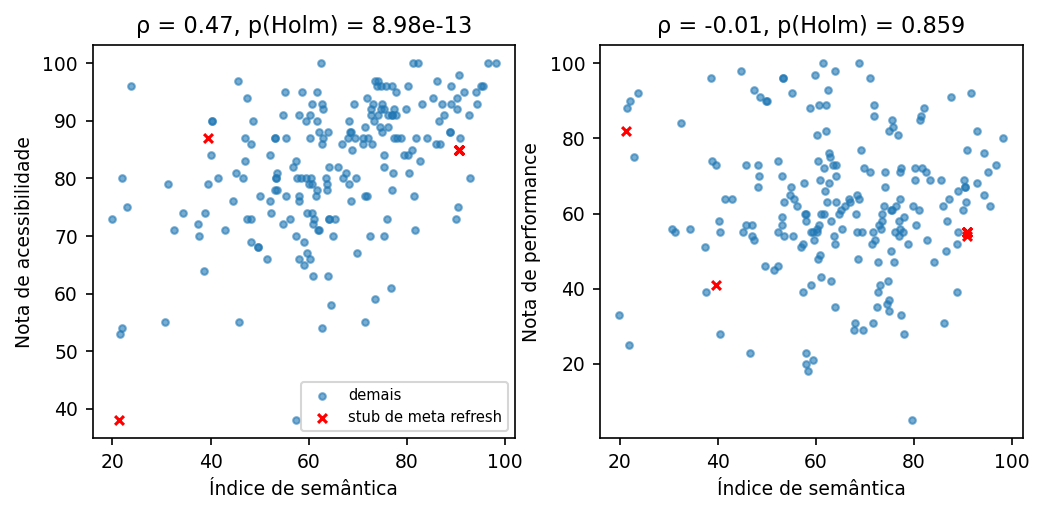 ρ = 0.47, p(Holm) = 8.98e-13
Nota de acessibilidade
100
90
80
70
60
50
40
20 40 60 80 100
Índice de semântica
demais
stub de meta refresh
ρ = -0.01, p(Holm) = 0.859
Nota de performance
100
80
60
40
20
20 40 60 80 100
Índice de semântica